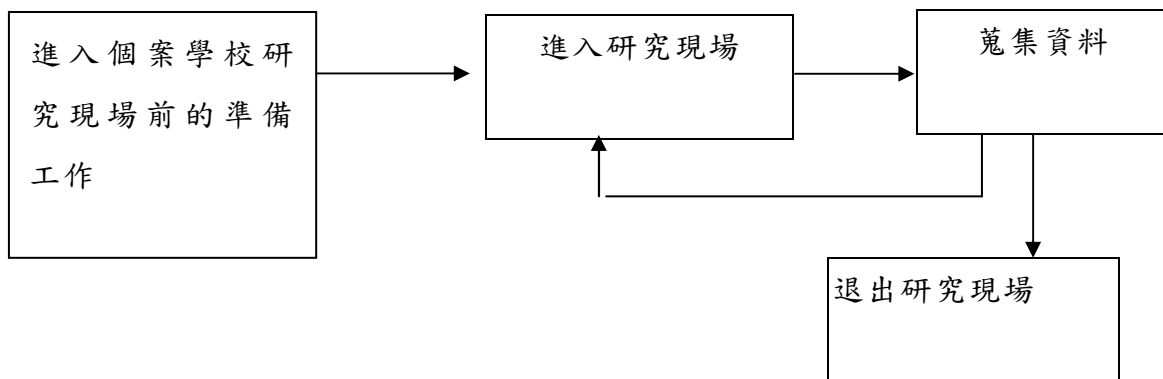 進入個案學校研
究現場前的準備
工作
進入研究現場
蒐集資料
退出研究現場